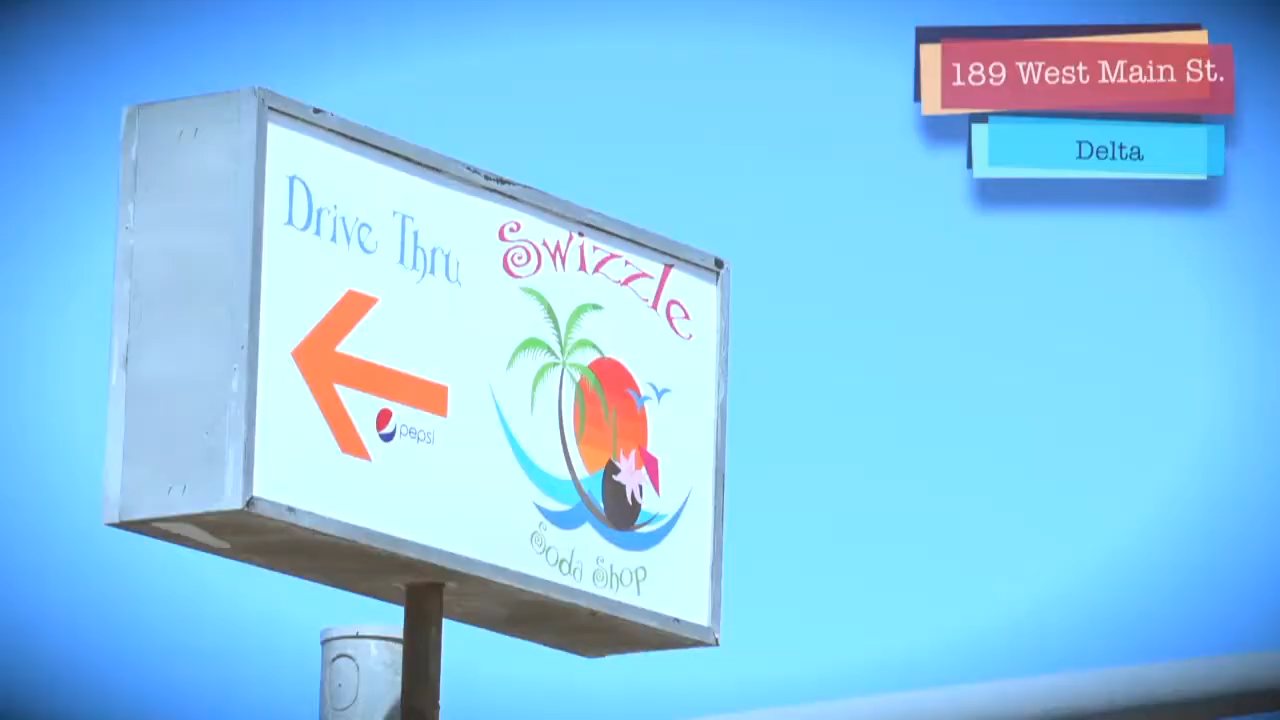 189 West Main St.
Delta
Drive Thru
Swizzle
pepsi
Soda Shop